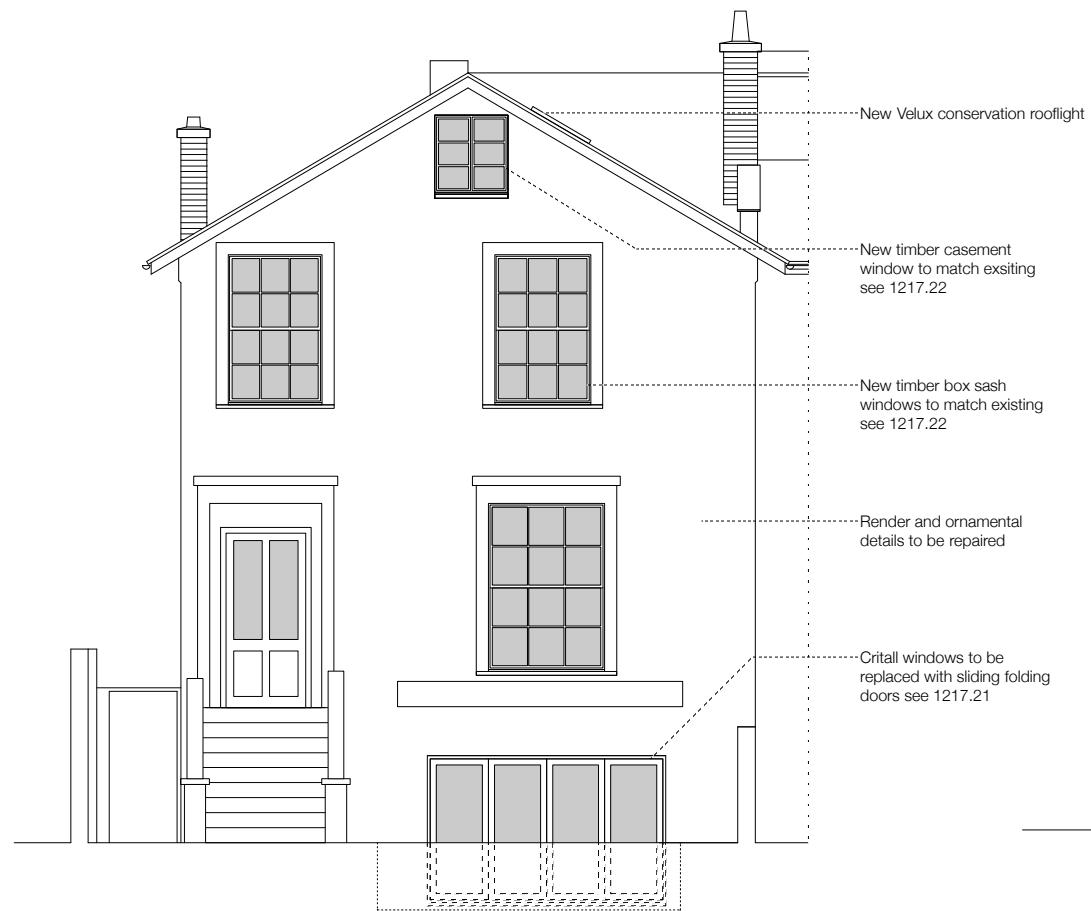 New Velux conservation rooflight
New timber casement
window to match exsiting
see 1217.22
New timber box sash
windows to match existing
see 1217.22
Render and ornamental
details to be repaired
Critall windows to be
replaced with sliding folding
doors see 1217.21